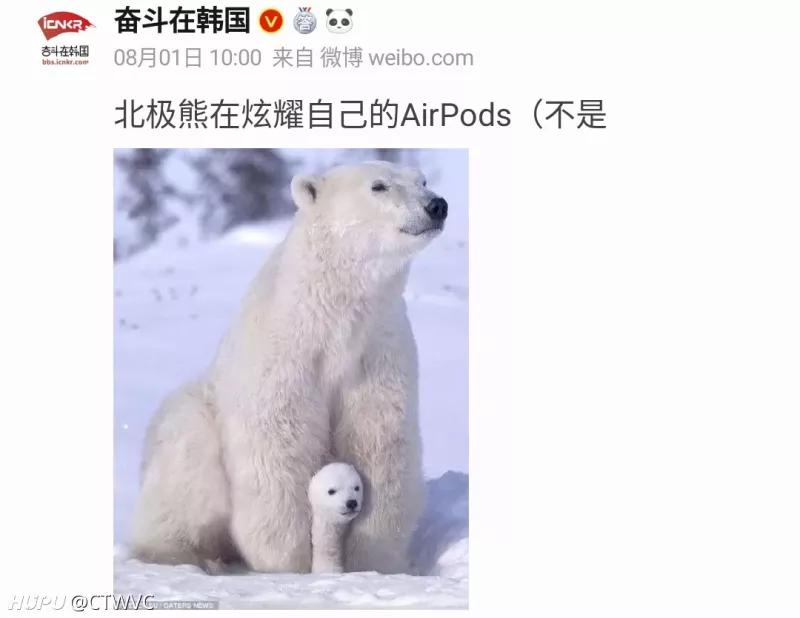 iCNKR
奋斗在韩国
bbs.icnkr.com
奋斗在韩国
08月01日 10:00 来自 微博 weibo.com
北极熊在炫耀自己的AirPods（不是
HUPU @CTWVC
GATERS NEWS